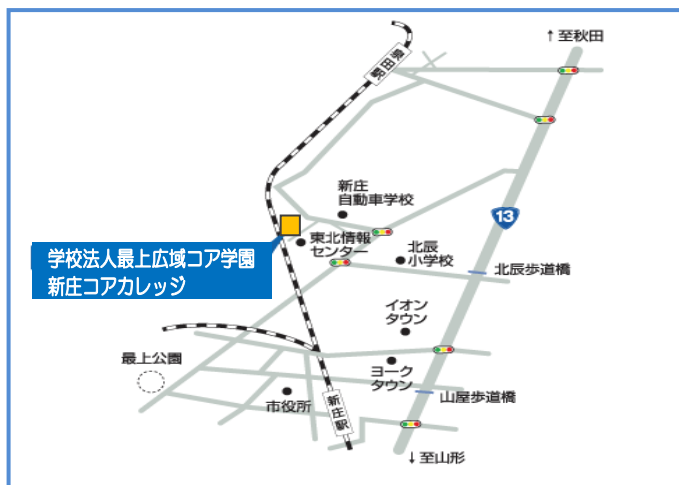 ↑至秋田
泉田駅
新庄
自動車学校
13
東北情報
センター
北辰
小学校
北辰歩道橋
学校法人最上広域コア学園
新庄コアカレッジ
イオン
タウン
最上公園
ヨーク
タウン
山屋歩道橋
市役所
新庄駅
↓至山形